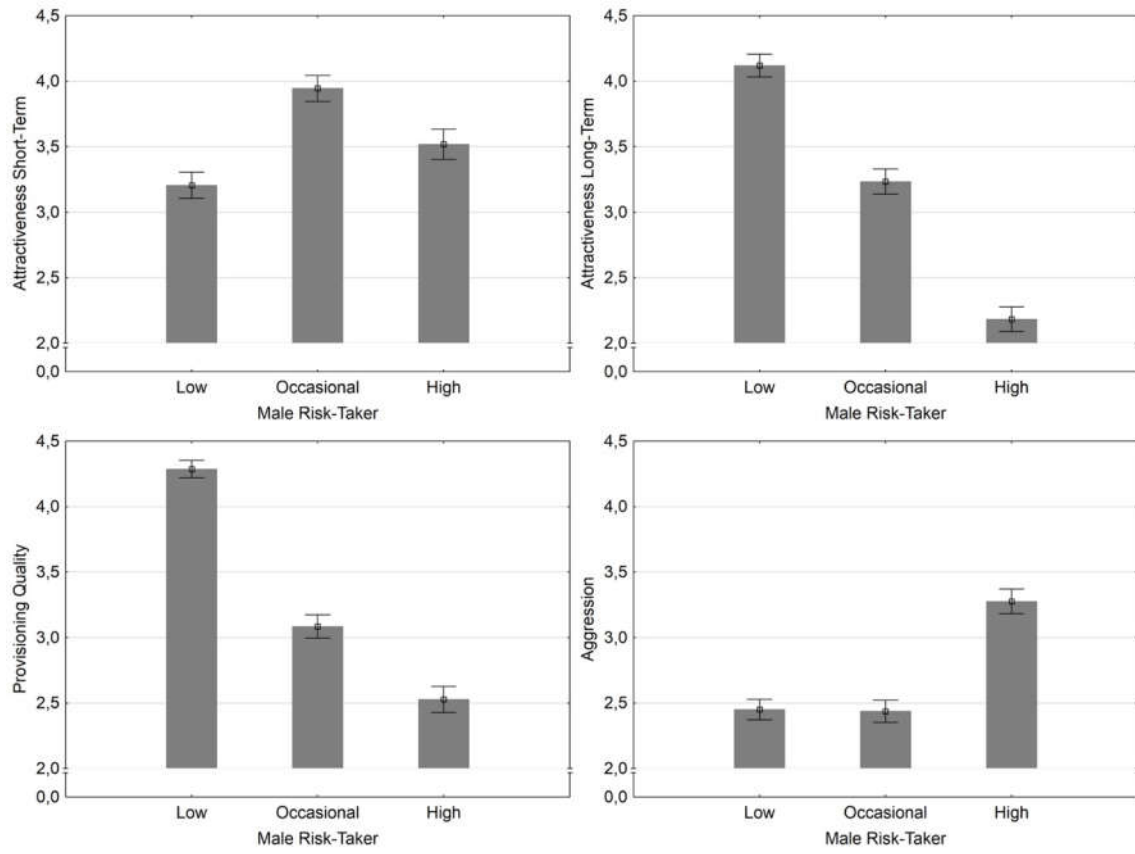 Attractiveness Short-Term
4,5
4,0
3,5
3,0
2,5
2,0
0,0
Low Occasional High
Male Risk-Taker
Attractiveness Long-Term
4,5
4,0
3,5
3,0
2,5
2,0
0,0
Low Occasional High
Male Risk-Taker
Provisioning Quality
4,5
4,0
3,5
3,0
2,5
2,0
0,0
Low Occasional High
Male Risk-Taker
Aggression
4,5
4,0
3,5
3,0
2,5
2,0
0,0
Low Occasional High
Male Risk-Taker